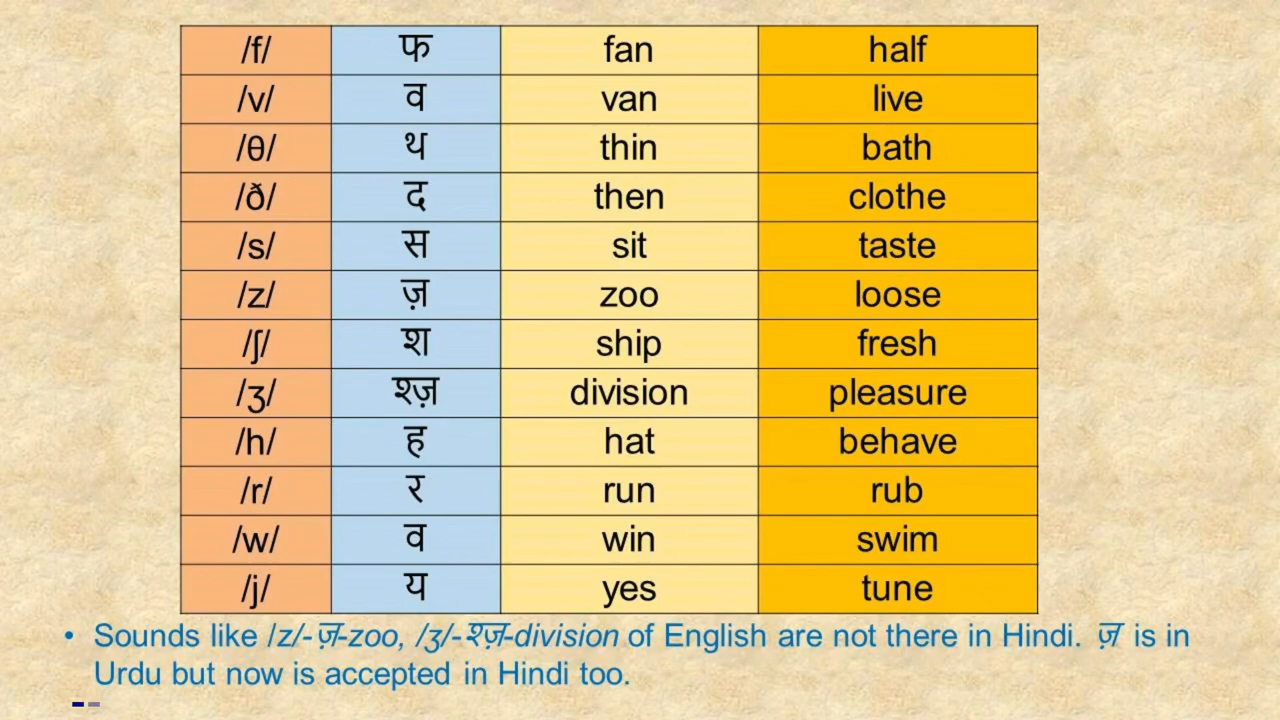 /f/ फ fan half
/v/ व van live
/θ/ थ thin bath
/ð/ द then clothe
/s/ स sit taste
/z/ ज़ zoo loose
/ʃ/ श ship fresh
/ʒ/ श्ज़ division pleasure
/h/ ह hat behave
/r/ र run rub
/w/ व win swim
/j/ य yes tune
• Sounds like /z/-ज़-zoo, /ʒ/-श्ज़-division of English are not there in Hindi. ज़ is in
Urdu but now is accepted in Hindi too.